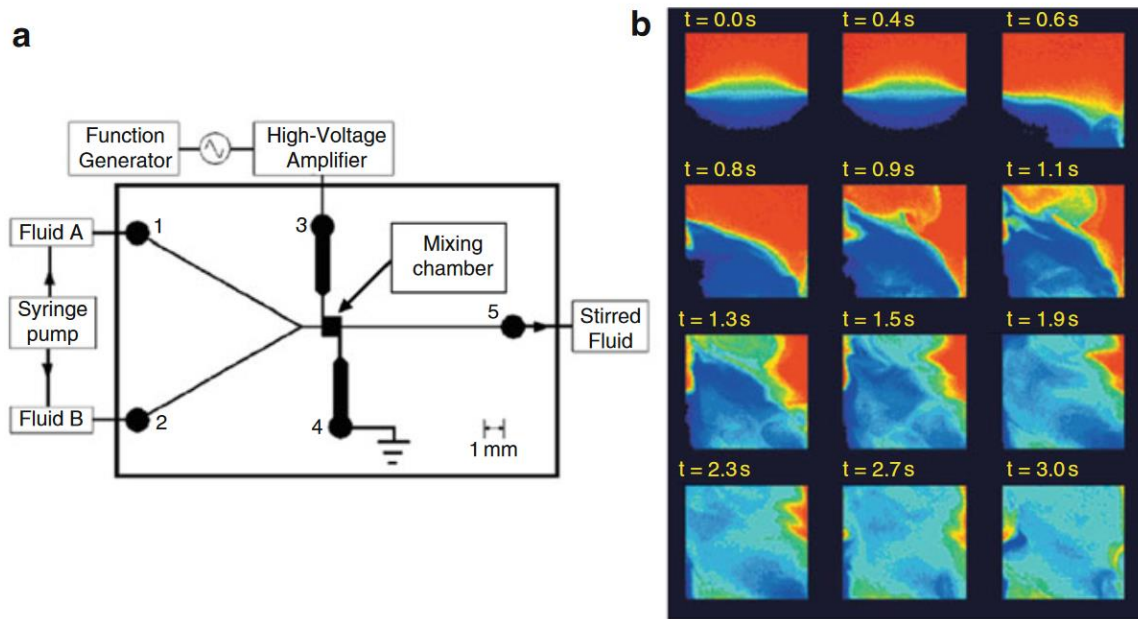 a
Function
Generator
High-Voltage
Amplifier
Fluid A
1
3
Mixing
chamber
Syringe
pump
5
Stirred
Fluid
Fluid B
2
4
1 mm
b
t = 0.0 s
t = 0.4 s
t = 0.6 s
t = 0.8 s
t = 0.9 s
t = 1.1 s
t = 1.3 s
t = 1.5 s
t = 1.9 s
t = 2.3 s
t = 2.7 s
t = 3.0 s